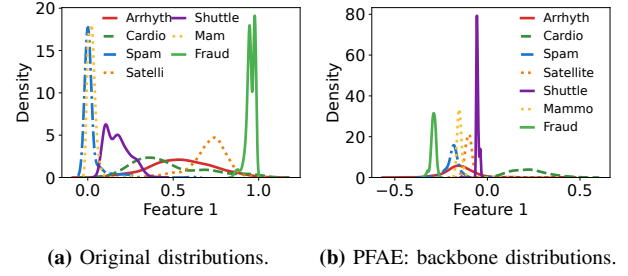 20
15
10
5
0
Density
Arrhyth
Cardio
Spam
Satelli
Shuttle
Mam
Fraud
0.0 0.5 1.0
Feature 1
(a) Original distributions.
80
60
40
20
0
Density
Arrhyth
Cardio
Spam
Satellite
Shuttle
Mammo
Fraud
−0.5 0.0 0.5
Feature 1
(b) PFAE: backbone distributions.